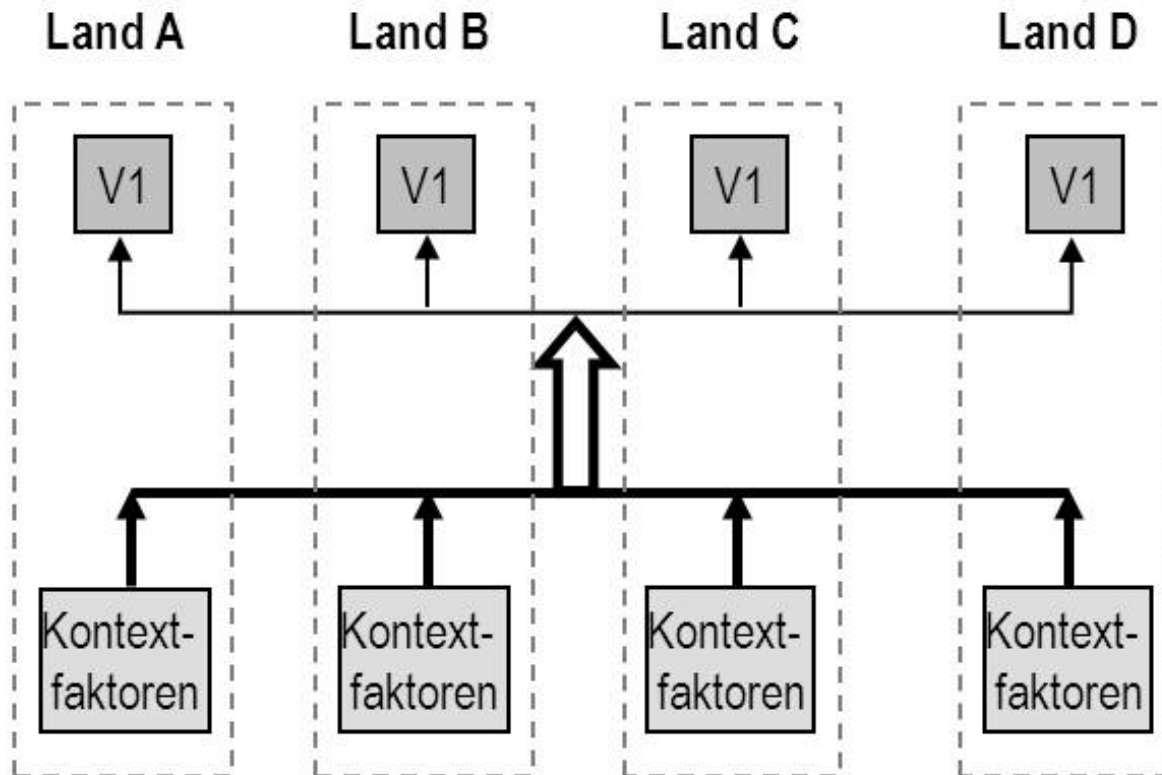 Land A Land B Land C Land D
V1 V1 V1 V1
Kontext- Kontext- Kontext- Kontext-
faktoren faktoren faktoren faktoren